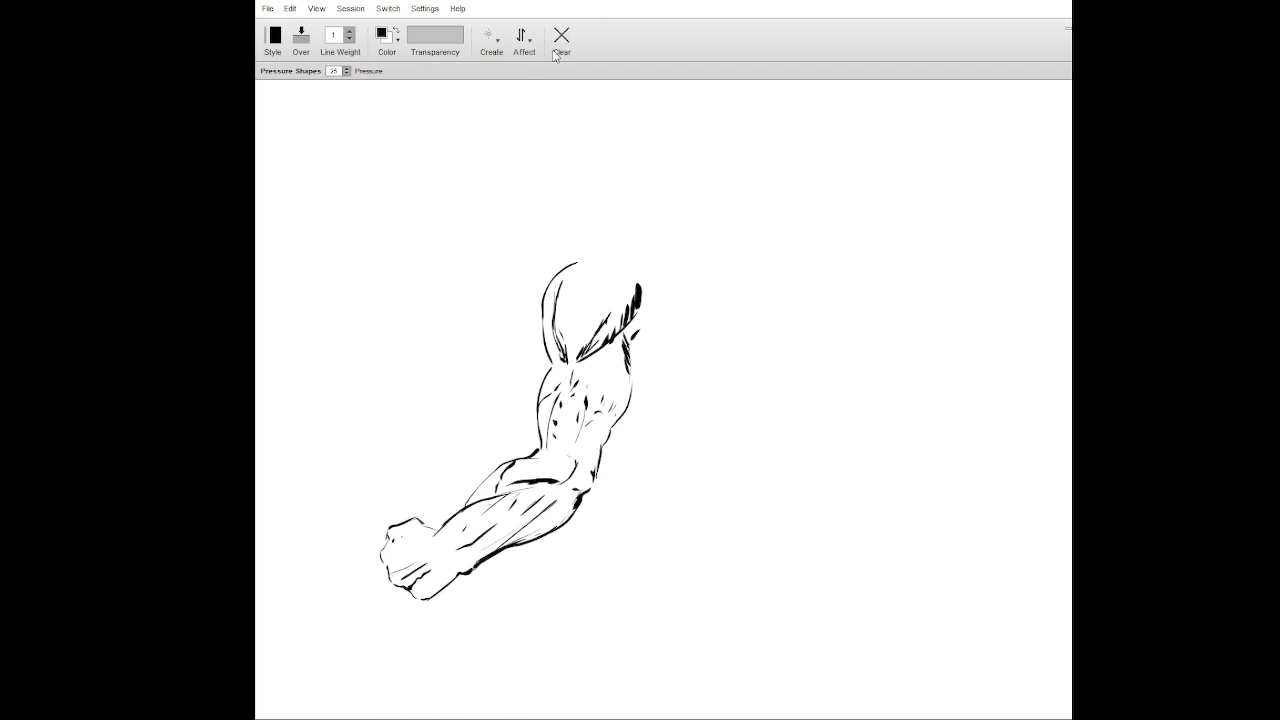 File Edit View Session Switch Settings Help
Style Over Line Weight Color Transparency Create Affect Clear
Pressure Shapes 25 Pressure